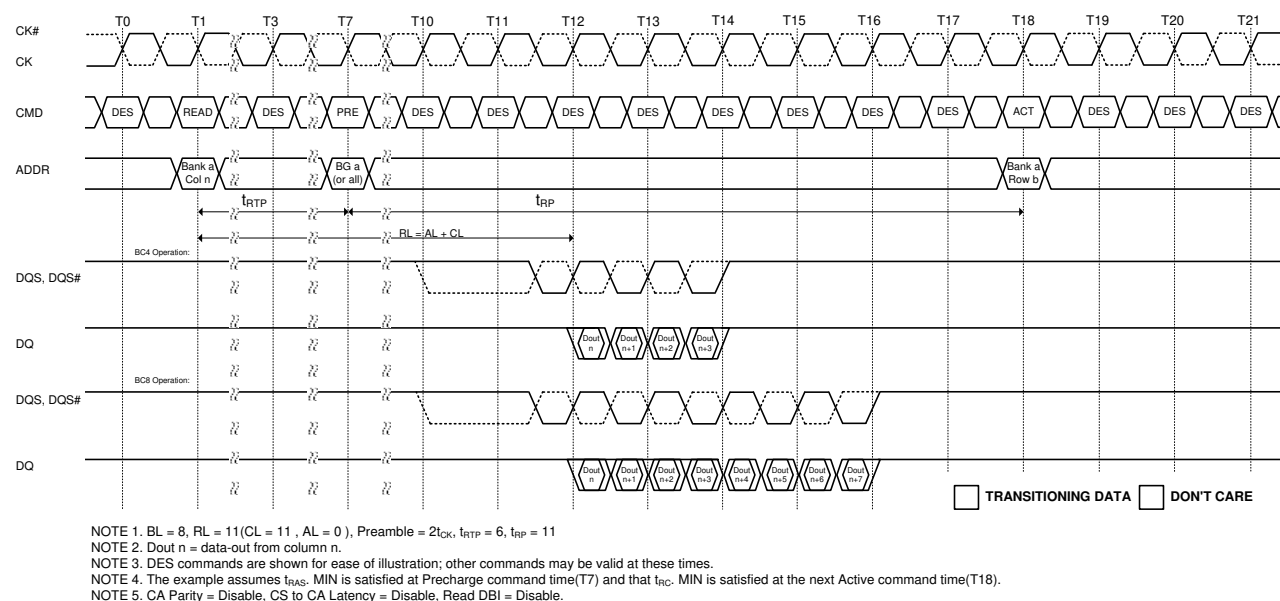 T0 T1 T3 T7 T10 T11 T12 T13 T14 T15 T16 T17 T18 T19 T20 T21
CK#
CK
CMD DES READ DES PRE DES DES DES DES DES DES DES DES ACT DES DES DES
ADDR
Bank a
Col n
BG a
(or all)
Bank a
Row b
tRTP tRP
RL = AL + CL
BC4 Operation:
DQS, DQS#
DQ
Dout n
Dout n+1
Dout n+2
Dout n+3
BC8 Operation:
DQS, DQS#
DQ
Dout n
Dout n+1
Dout n+2
Dout n+3
Dout n+4
Dout n+5
Dout n+6
Dout n+7
TRANSITIONING DATA DON'T CARE
NOTE 1. BL = 8, RL = 11(CL = 11 , AL = 0 ), Preamble = 2tCK, tRTP = 6, tRP = 11
NOTE 2. Dout n = data-out from column n.
NOTE 3. DES commands are shown for ease of illustration; other commands may be valid at these times.
NOTE 4. The example assumes tRAS. MIN is satisfied at Precharge command time(T7) and that tRC. MIN is satisfied at the next Active command time(T18).
NOTE 5. CA Parity = Disable, CS to CA Latency = Disable, Read DBI = Disable.